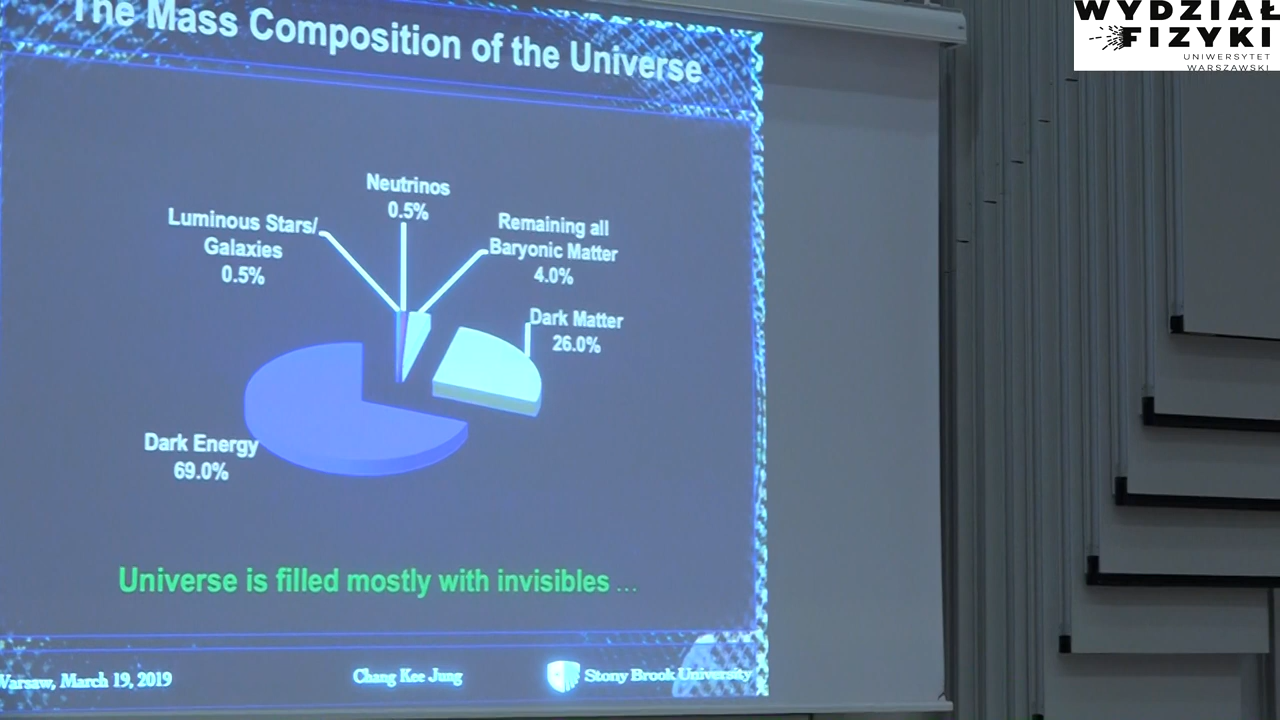 The Mass Composition of the Universe
Neutrinos
0.5%
Luminous Stars/
Galaxies
0.5%
Remaining all
Baryonic Matter
4.0%
Dark Matter
26.0%
Dark Energy
69.0%
Universe is filled mostly with invisibles ...
Warsaw, March 19, 2019
Chang Kee Jung
Stony Brook University
WYDZIAŁ
FIZYKI
UNIWERSYTET
WARSZAWSKI